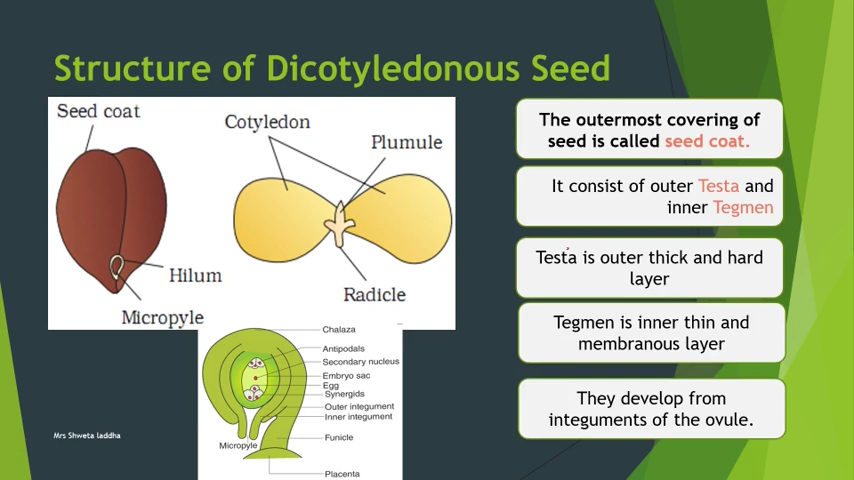 Structure of Dicotyledonous Seed
Seed coat
Cotyledon
Plumule
Hilum
Radicle
Micropyle
The outermost covering of
seed is called seed coat.
It consist of outer Testa and
inner Tegmen
Testa is outer thick and hard
layer
Tegmen is inner thin and
membranous layer
They develop from
integuments of the ovule.
Chalaza
Antipodals
Secondary nucleus
Embryo sac
Egg
Synergids
Outer integument
Inner integument
Funicle
Micropyle
Placenta
Mrs Shweta laddha